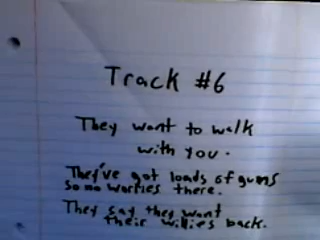 Track #6
They want to walk
with you.
They've got loads of guns
so no worries there.
They say they want
their willies back.